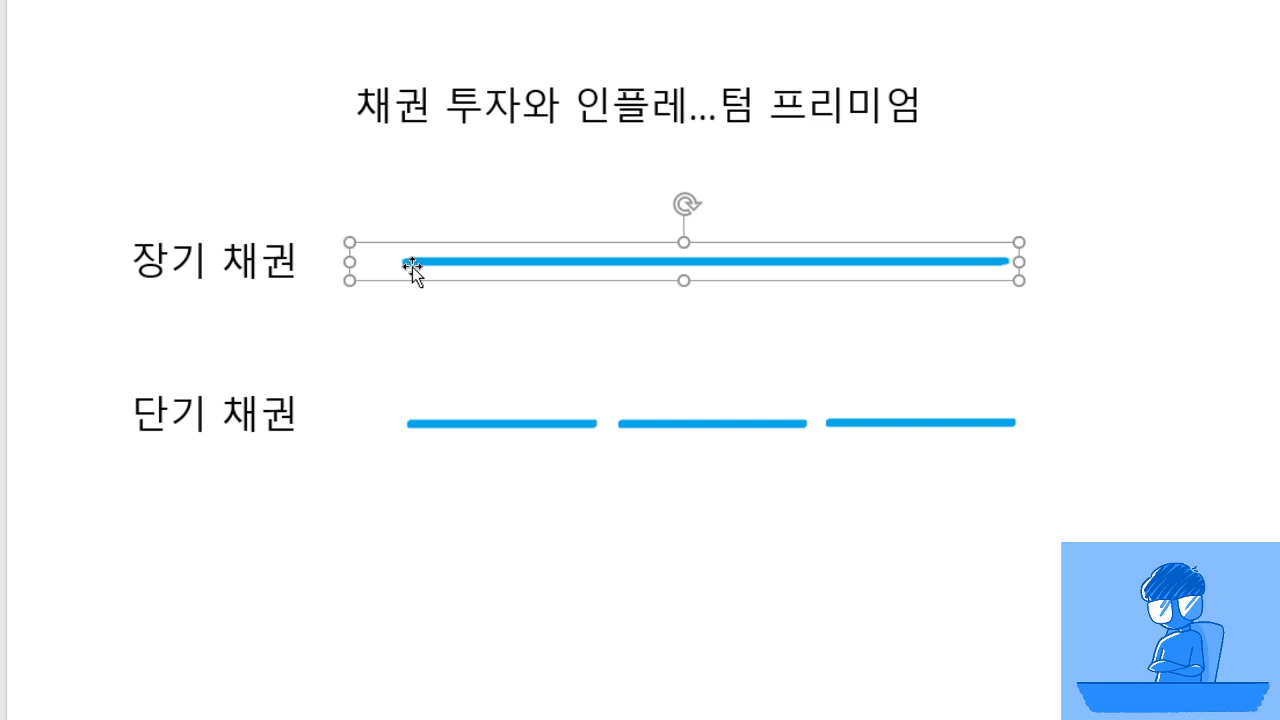 채권 투자와 인플레...텀 프리미엄
장기 채권
단기 채권